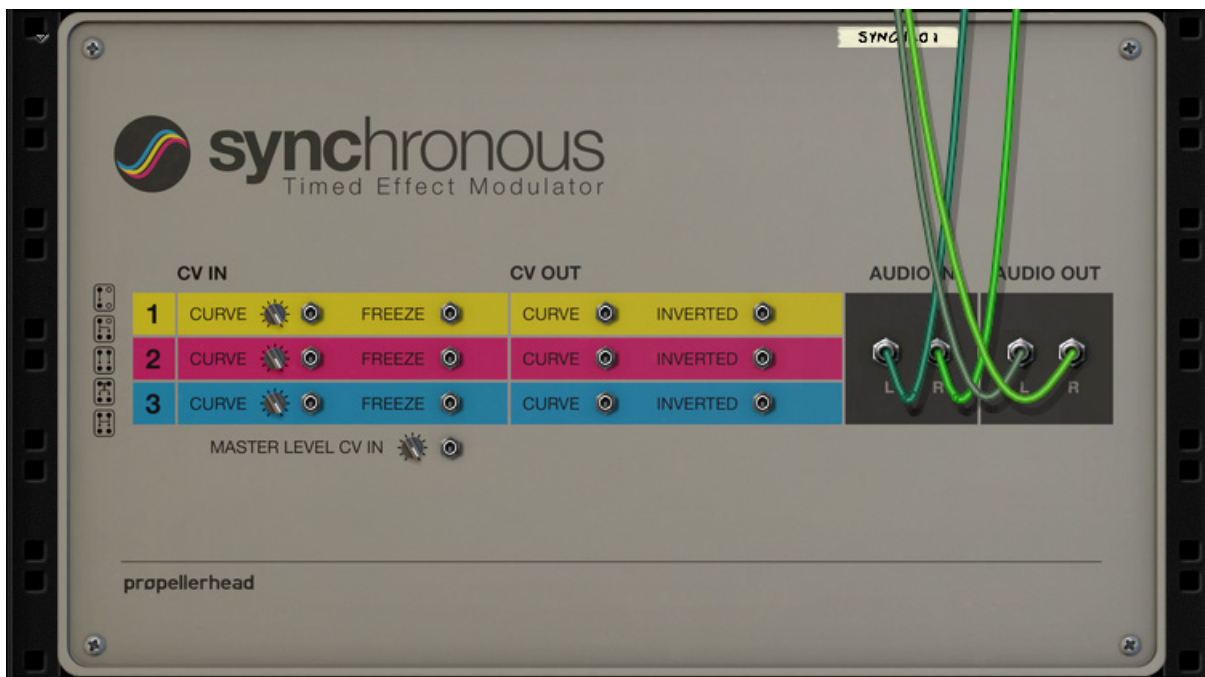 synchronous
Timed Effect Modulator
CV IN CV OUT AUDIO IN AUDIO OUT
1 CURVE FREEZE CURVE INVERTED
2 CURVE FREEZE CURVE INVERTED
3 CURVE FREEZE CURVE INVERTED
L R L R
MASTER LEVEL CV IN
propellerhead